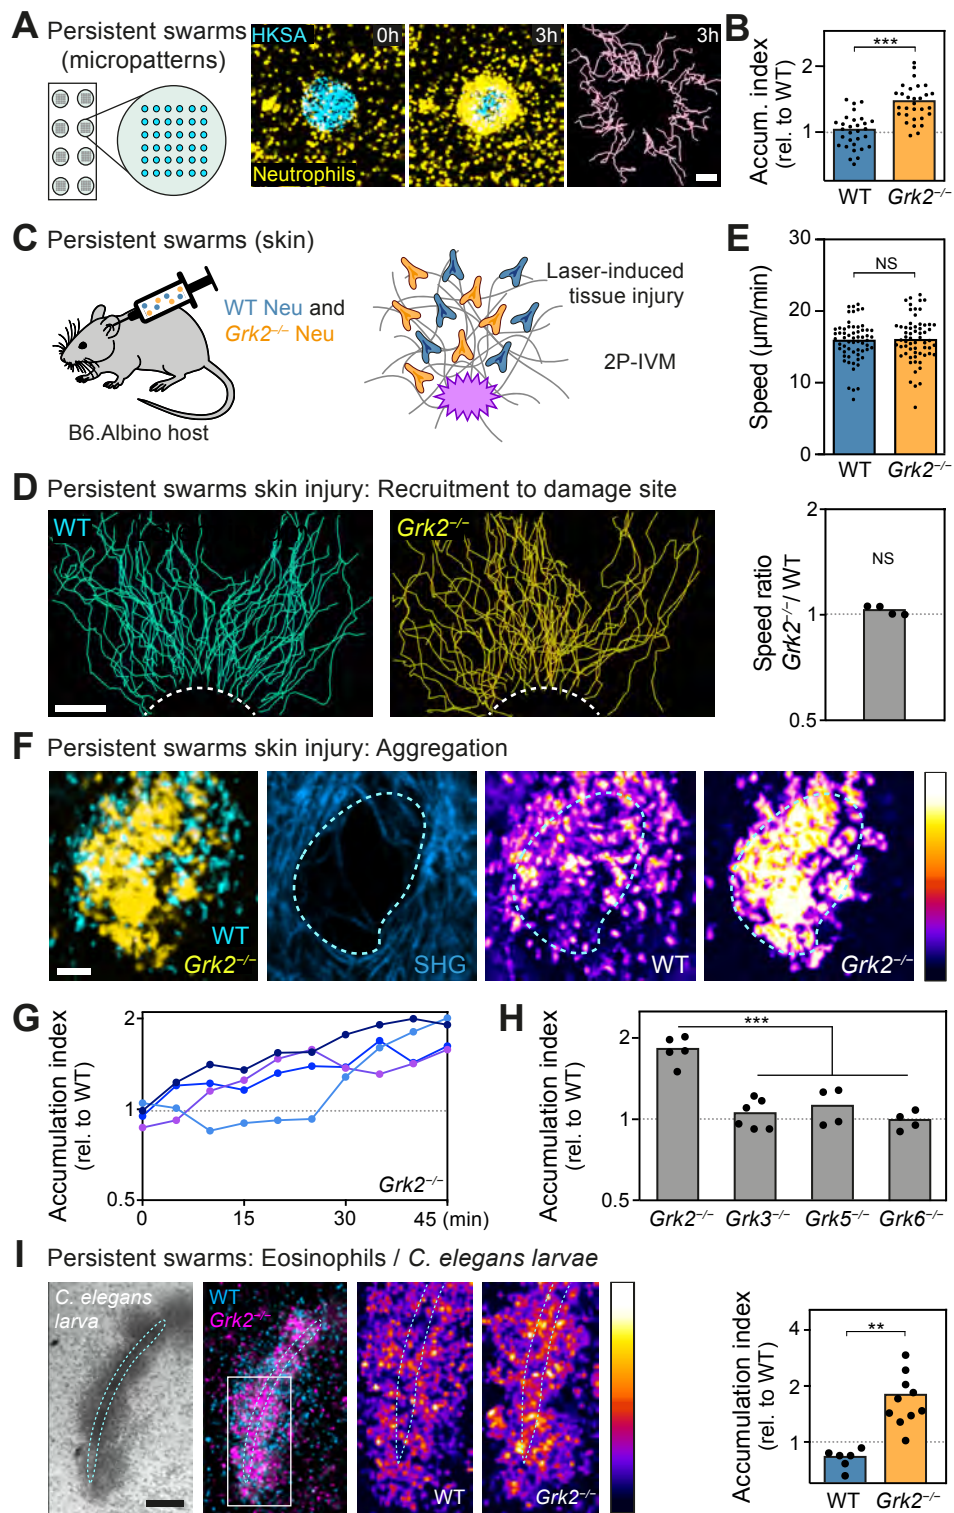 A Persistent swarms
(micropatterns)
HKSA
0h
3h
3h
Neutrophils
B
Accum. index
(rel. to WT)
2
1
***
WT Grk2⁻/⁻
C Persistent swarms (skin)
WT Neu and
Grk2⁻/⁻ Neu
B6.Albino host
Laser-induced
tissue injury
2P-IVM
E
Speed (µm/min)
30
20
10
0
NS
WT Grk2⁻/⁻
D Persistent swarms skin injury: Recruitment to damage site
WT
Grk2⁻/⁻
Speed ratio
Grk2⁻/⁻/ WT
2
1
0.5
NS
F Persistent swarms skin injury: Aggregation
WT
Grk2⁻/⁻
SHG
WT
Grk2⁻/⁻
G
Accumulation index
(rel. to WT)
2
1
0.5
Grk2⁻/⁻
0 15 30 45 (min)
H
Accumulation index
(rel. to WT)
2
1
0.5
***
Grk2⁻/⁻ Grk3⁻/⁻ Grk5⁻/⁻ Grk6⁻/⁻
I Persistent swarms: Eosinophils / C. elegans larvae
C. elegans
larva
WT
Grk2⁻/⁻
WT
Grk2⁻/⁻
Accumulation index
(rel. to WT)
4
2
1
**
WT Grk2⁻/⁻